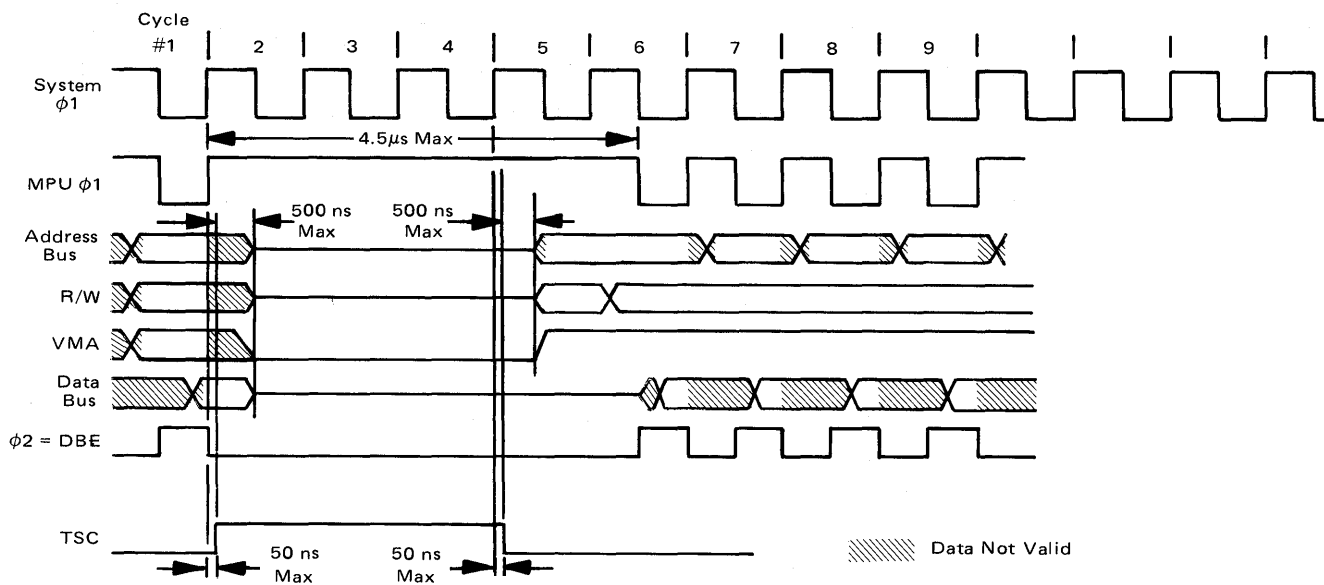 Cycle
#1 | 2 | 3 | 4 | 5 | 6 | 7 | 8 | 9 | | | |
System
ϕ1
4.5μs Max
MPU ϕ1
500 ns
Max
500 ns
Max
Address
Bus
R/W
VMA
Data
Bus
ϕ2 = DBE
TSC
50 ns
Max
50 ns
Max
Data Not Valid